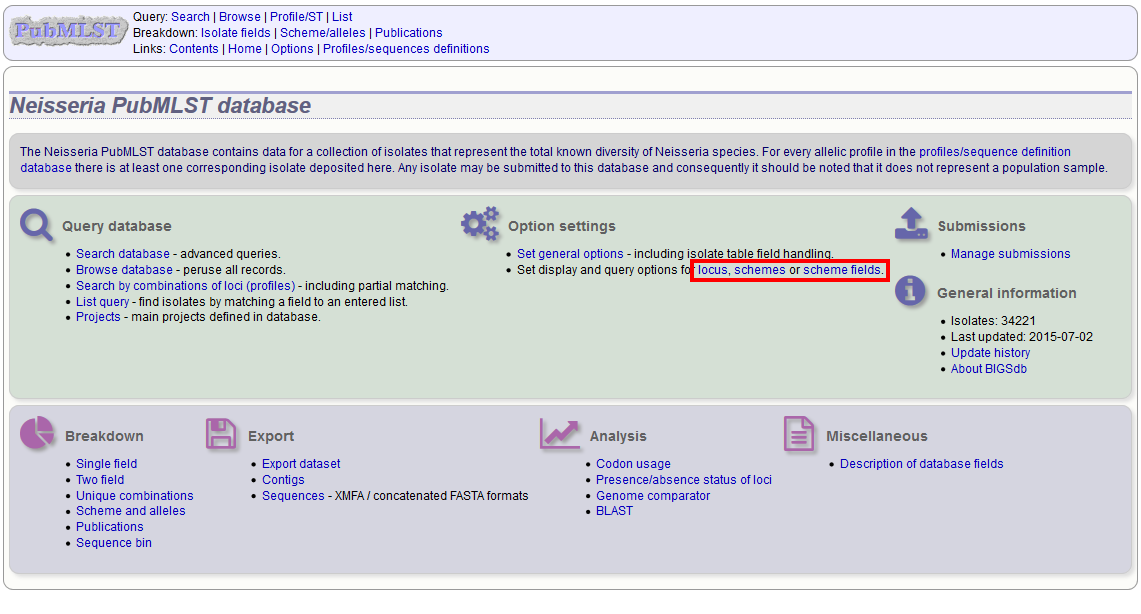 PubMLST
Query: Search | Browse | Profile/ST | List
Breakdown: Isolate fields | Scheme/alleles | Publications
Links: Contents | Home | Options | Profiles/sequences definitions
Neisseria PubMLST database
The Neisseria PubMLST database contains data for a collection of isolates that represent the total known diversity of Neisseria species. For every allelic profile in the profiles/sequence definition
database there is at least one corresponding isolate deposited here. Any isolate may be submitted to this database and consequently it should be noted that it does not represent a population sample.
Query database
• Search database - advanced queries.
• Browse database - peruse all records.
• Search by combinations of loci (profiles) - including partial matching.
• List query - find isolates by matching a field to an entered list.
• Projects - main projects defined in database.
Option settings
• Set general options - including isolate table field handling.
• Set display and query options for locus, schemes or scheme fields.
Submissions
• Manage submissions
General information
• Isolates: 34221
• Last updated: 2015-07-02
• Update history
• About BIGSdb
Breakdown
• Single field
• Two field
• Unique combinations
• Scheme and alleles
• Publications
• Sequence bin
Export
• Export dataset
• Contigs
• Sequences - XMFA / concatenated FASTA formats
Analysis
• Codon usage
• Presence/absence status of loci
• Genome comparator
• BLAST
Miscellaneous
• Description of database fields